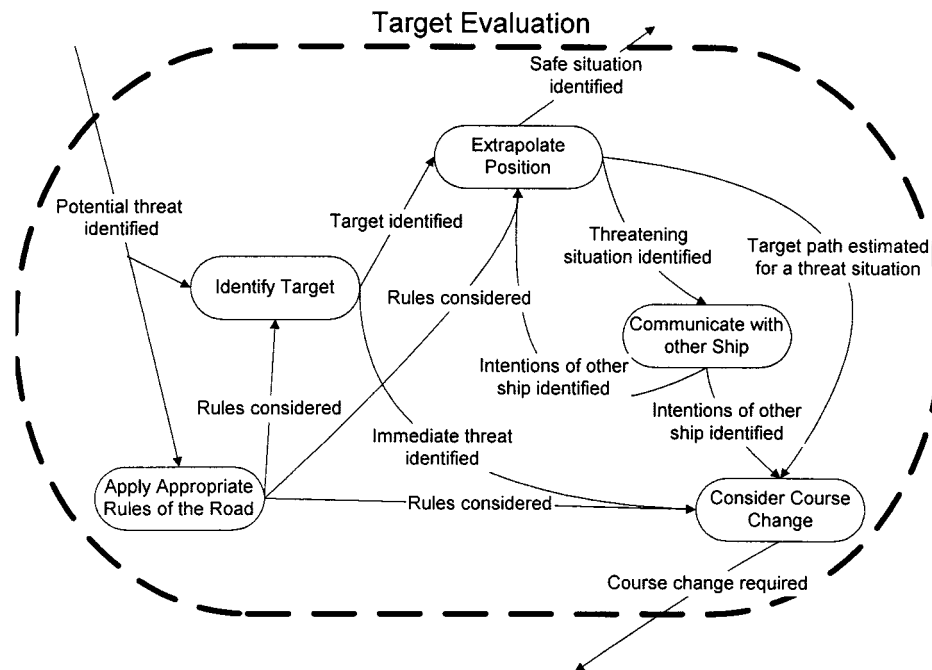 Target Evaluation
Safe situation
identified
Extrapolate
Position
Potential threat
identified
Target identified
Threatening
situation identified
Target path estimated
for a threat situation
Identify Target
Rules considered
Communicate with
other Ship
Intentions of other
ship identified
Rules considered
Intentions of other
ship identified
Immediate threat
identified
Apply Appropriate
Rules of the Road
Rules considered
Consider Course
Change
Course change required